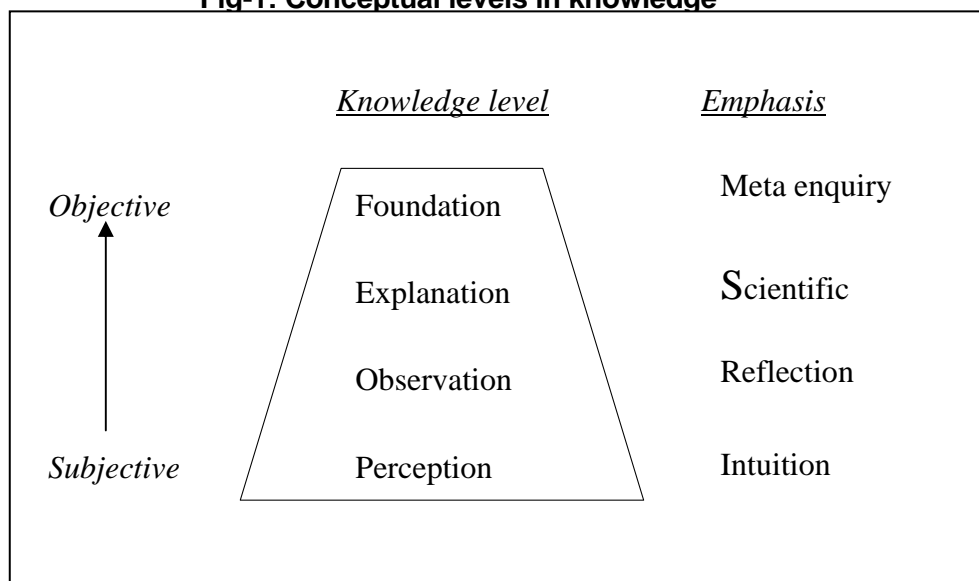 Fig-1: Conceptual levels in knowledge
Knowledge level Emphasis
Meta enquiry
Objective Foundation
Explanation Scientific
Observation Reflection
Subjective Perception Intuition